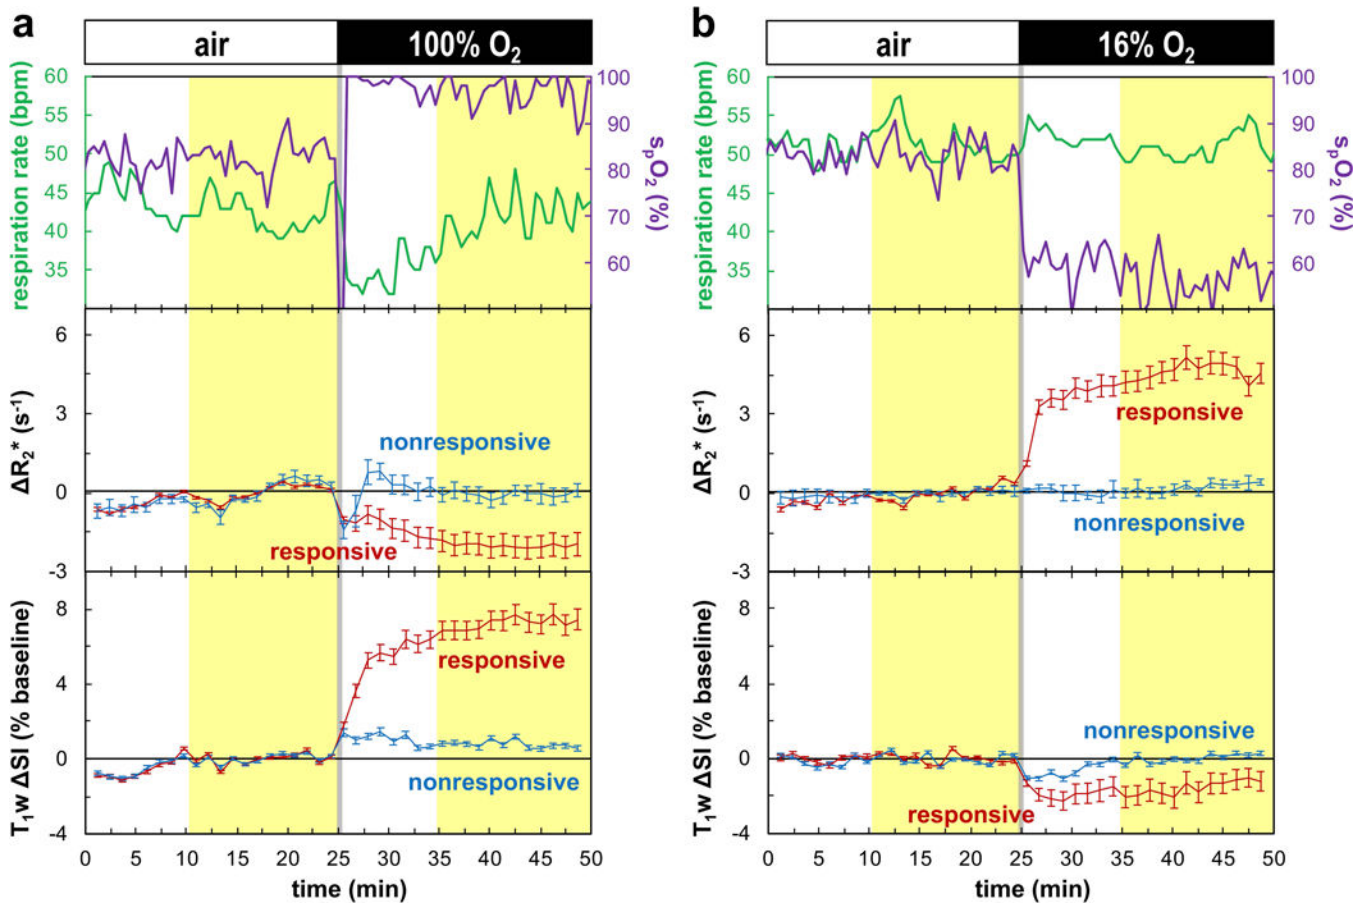 a
air
100% O₂
respiration rate (bpm)
60
55
50
45
40
35
100
90
80
70
60
sₚO₂ (%)
ΔR₂* (s⁻¹)
6
3
0
-3
nonresponsive
responsive
T₁w ΔSI (% baseline)
8
4
0
-4
responsive
nonresponsive
0 5 10 15 20 25 30 35 40 45 50
time (min)
b
air
16% O₂
respiration rate (bpm)
60
55
50
45
40
35
100
90
80
70
60
sₚO₂ (%)
ΔR₂* (s⁻¹)
6
3
0
-3
responsive
nonresponsive
T₁w ΔSI (% baseline)
8
4
0
-4
nonresponsive
responsive
0 5 10 15 20 25 30 35 40 45 50
time (min)